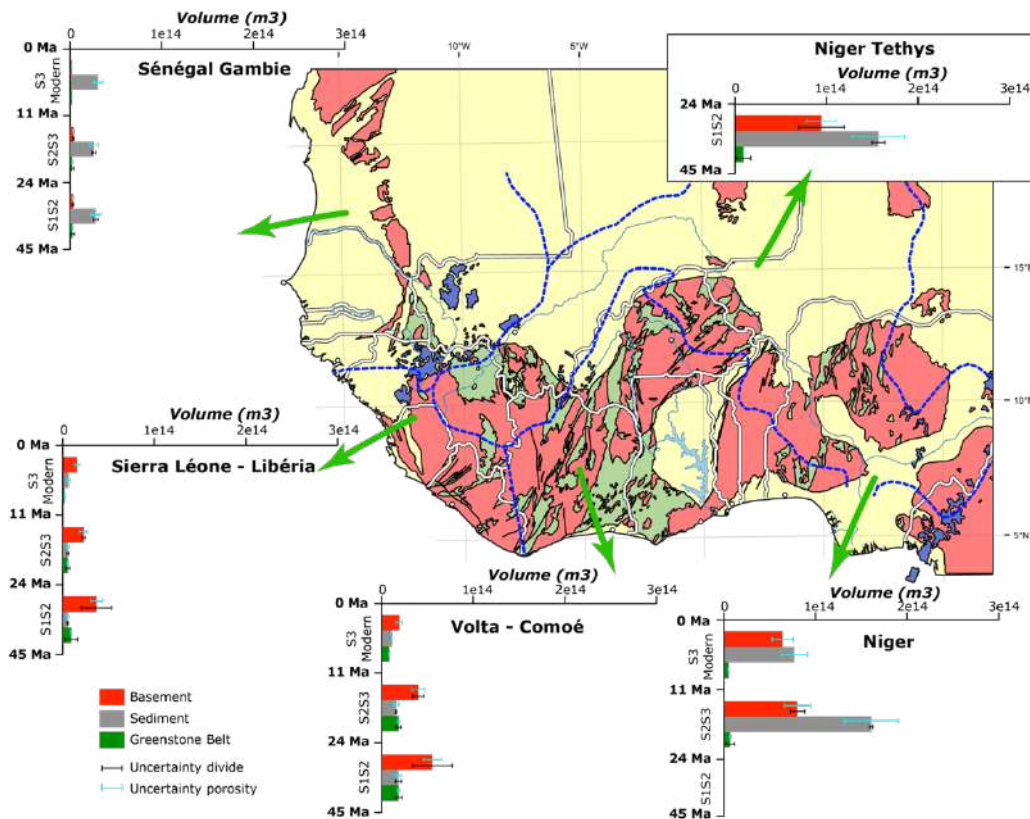 Volume (m3)
0 1e14 2e14 3e14
0 Ma
Sénégal Gambie
S3
Modern
11 Ma
S2S3
24 Ma
S1S2
45 Ma
10°W 5°W
Niger Tethys
Volume (m3)
0 1e14 2e14 3e14
24 Ma
S1S2
45 Ma
15°N
10°N
5°N
Volume (m3)
0 1e14 2e14 3e14
0 Ma
Sierra Léone - Libéria
S3
Modern
11 Ma
S2S3
24 Ma
S1S2
45 Ma
Volume (m3)
0 1e14 2e14 3e14
0 Ma
Volta - Comoé
S3
Modern
11 Ma
S2S3
24 Ma
S1S2
45 Ma
Volume (m3)
0 1e14 2e14 3e14
0 Ma
Niger
S3
Modern
11 Ma
S2S3
24 Ma
S1S2
45 Ma
Basement
Sediment
Greenstone Belt
Uncertainty divide
Uncertainty porosity